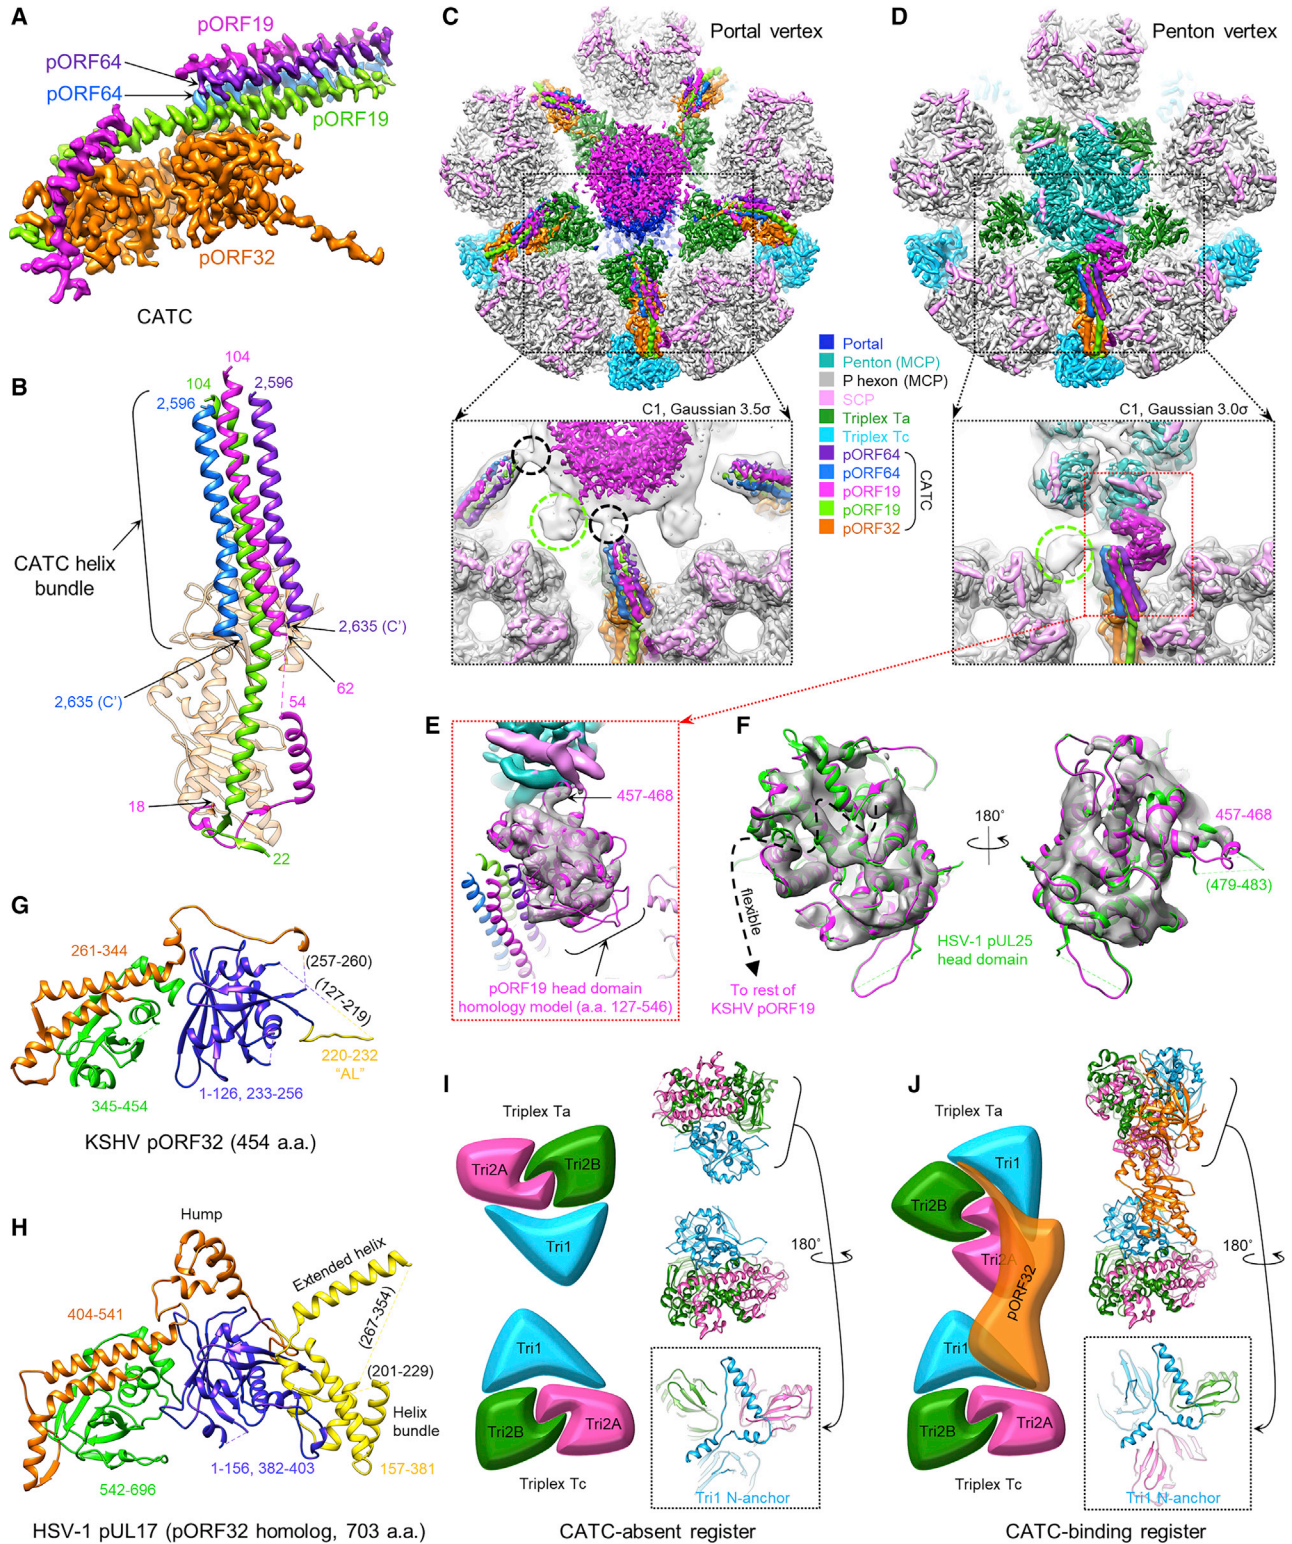 A
pORF19
pORF64
pORF64
pORF19
pORF32
CATC
B
104
104
2,596
2,596
CATC helix
bundle
2,635 (C’)
62
2,635 (C’)
54
18
22
C
Portal vertex
C1, Gaussian 3.5σ
D
Penton vertex
C1, Gaussian 3.0σ
Portal
Penton (MCP)
P hexon (MCP)
SCP
Triplex Ta
Triplex Tc
pORF64
pORF64
pORF19
pORF19
pORF32
CATC
E
457-468
pORF19 head domain
homology model (a.a. 127-546)
F
180˚
457-468
(479-483)
flexible
HSV-1 pUL25
head domain
To rest of
KSHV pORF19
G
261-344
(257-260)
(127-219)
220-232
“AL”
1-126, 233-256
345-454
KSHV pORF32 (454 a.a.)
H
Hump
Extended helix
404-541
(267-354)
(201-229)
Helix
bundle
1-156, 382-403
157-381
542-696
HSV-1 pUL17 (pORF32 homolog, 703 a.a.)
I
Triplex Ta
Tri2A
Tri2B
Tri1
180˚
Tri1
Tri2B
Tri2A
Triplex Tc
Tri1 N-anchor
CATC-absent register
J
Triplex Ta
Tri1
Tri2B
Tri2A
pORF32
180˚
Tri1
Tri2B
Tri2A
Triplex Tc
Tri1 N-anchor
CATC-binding register